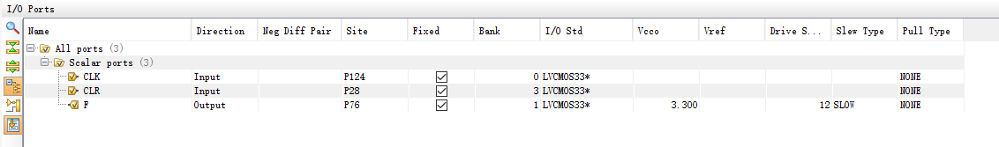 I/O Ports
Name Direction Neg Diff Pair Site Fixed Bank I/O Std Vcco Vref Drive S... Slew Type Pull Type
All ports (3)
Scalar ports (3)
CLK Input P124 0 LVCMOS33* NONE
CLR Input P28 3 LVCMOS33* NONE
F Output P76 1 LVCMOS33* 3.300 12 SLOW NONE